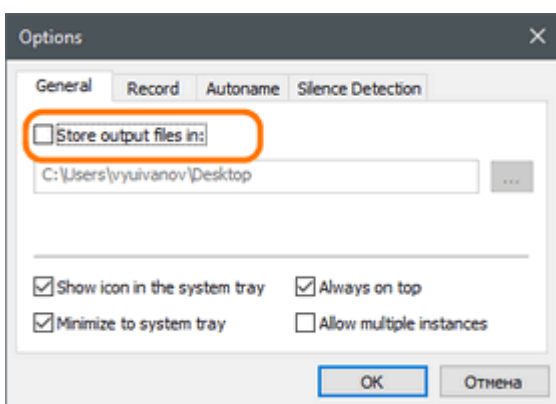 Options
General Record Autoname Silence Detection
Store output files in:
C:\Users\vyuivanov\Desktop
...
Show icon in the system tray Always on top
Minimize to system tray Allow multiple instances
OK Отмена